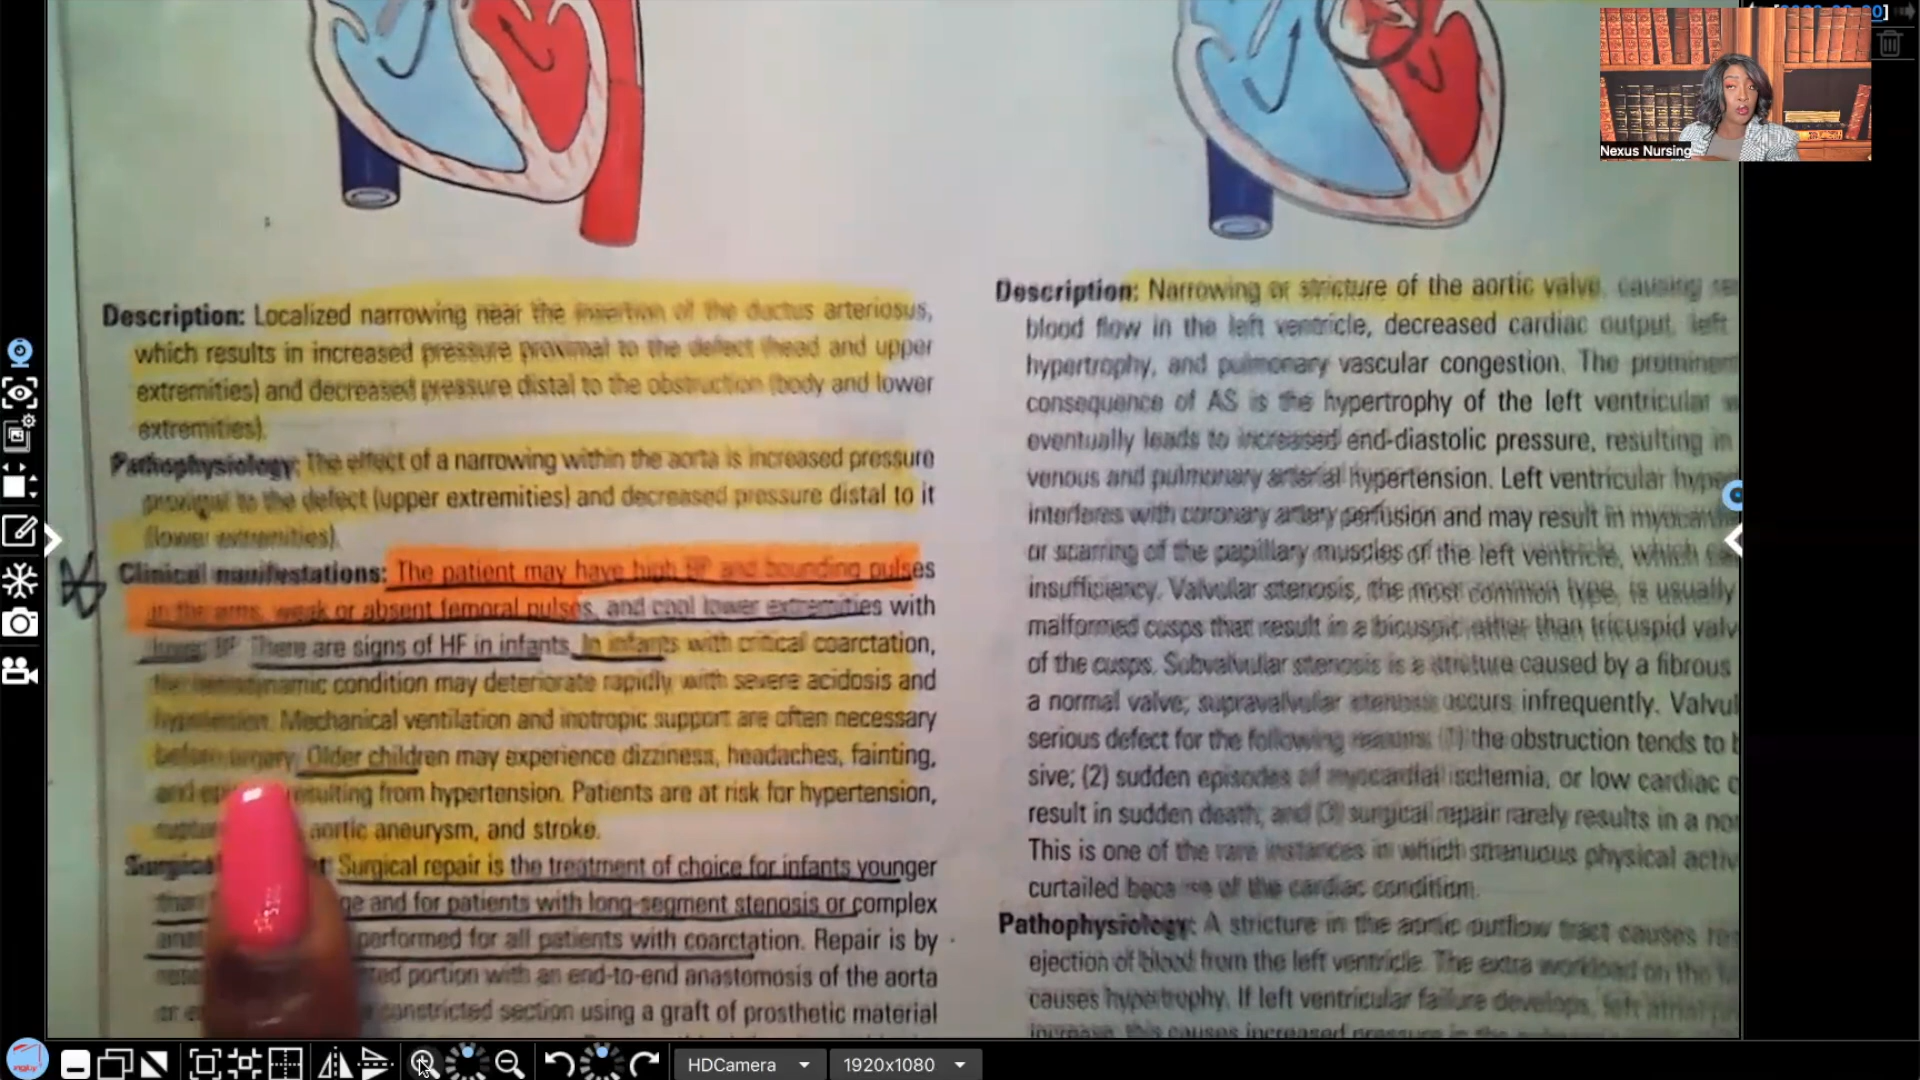 Nexus Nursing
Description: Localized narrowing near the insertion of the ductus arteriosus,
which results in increased pressure proximal to the defect (head and upper
extremities) and decreased pressure distal to the obstruction (body and lower
extremities).
Pathophysiology: The effect of a narrowing within the aorta is increased pressure
proximal to the defect (upper extremities) and decreased pressure distal to it
(lower extremities).
Clinical manifestations: The patient may have high BP and bounding pulses
in the arms, weak or absent femoral pulses, and cool lower extremities with
lower BP. There are signs of HF in infants. In infants with critical coarctation,
the hemodynamic condition may deteriorate rapidly with severe acidosis and
hypotension. Mechanical ventilation and inotropic support are often necessary
before surgery. Older children may experience dizziness, headaches, fainting,
and resulting from hypertension. Patients are at risk for hypertension,
aortic aneurysm, and stroke.
Surgical repair is the treatment of choice for infants younger
than and for patients with long-segment stenosis or complex
performed for all patients with coarctation. Repair is by
portion with an end-to-end anastomosis of the aorta
constricted section using a graft of prosthetic material
Description: Narrowing or stricture of the aortic valve, causing
blood flow in the left ventricle, decreased cardiac output, left
hypertrophy, and pulmonary vascular congestion. The
consequence of AS is the hypertrophy of the left ventricular
eventually leads to increased end-diastolic pressure, resulting in
venous and pulmonary arterial hypertension. Left ventricular
interferes with coronary artery perfusion and may result in
or scarring of the papillary muscles of the left ventricle, which
insufficiency. Valvular stenosis, the most common type, is usually
malformed cusps that result in a bicuspid rather than tricuspid
of the cusps. Subvalvular stenosis is a stricture caused by a fibrous
a normal valve; supravalvular stenosis occurs infrequently.
serious defect for the following reasons: (1) the obstruction tends to
sive; (2) sudden episodes of myocardial ischemia, or low cardiac
result in sudden death; and (3) surgical repair rarely results in a
This is one of the rare instances in which strenuous physical
curtailed because of the cardiac condition.
Pathophysiology: A stricture in the aortic outflow tract causes
ejection of blood from the left ventricle. The extra workload on the
causes hypertrophy. If left ventricular failure develops, left
increase, this causes increased pressure in the
HDCamera
1920x1080